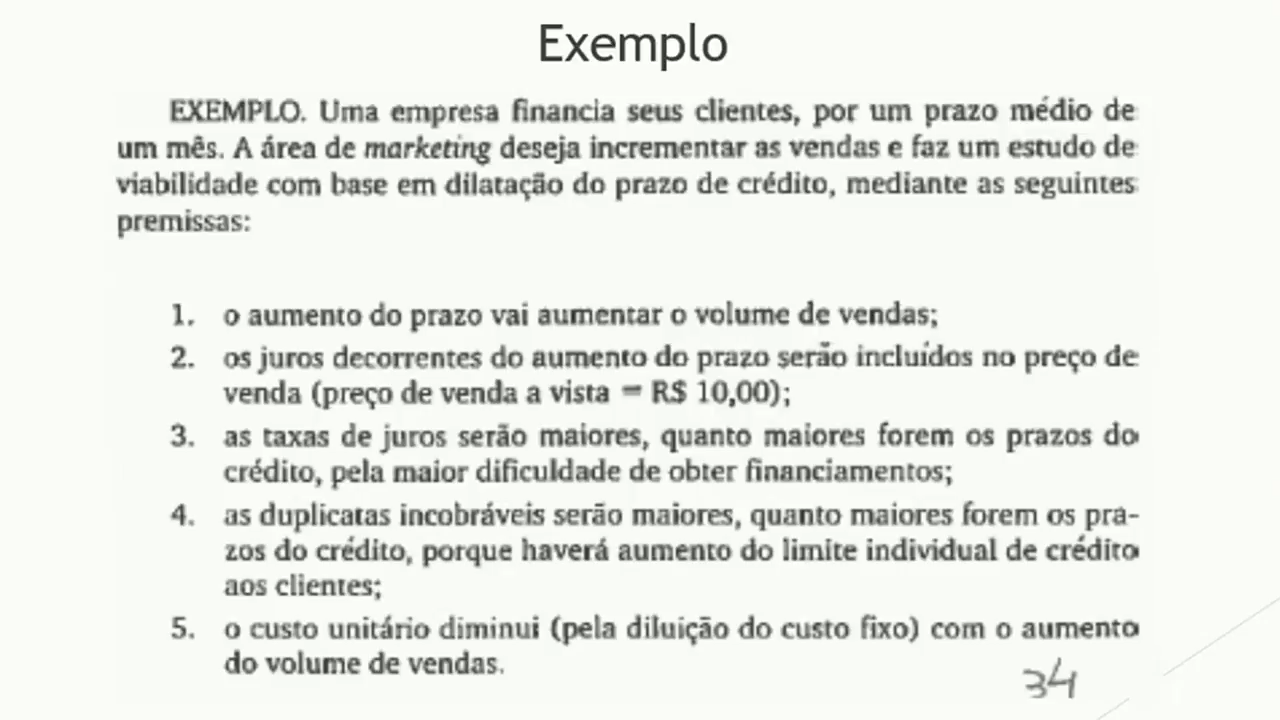 Exemplo
EXEMPLO. Uma empresa financia seus clientes, por um prazo médio de
um mês. A área de marketing deseja incrementar as vendas e faz um estudo de
viabilidade com base em dilatação do prazo de crédito, mediante as seguintes
premissas:
1. o aumento do prazo vai aumentar o volume de vendas;
2. os juros decorrentes do aumento do prazo serão incluídos no preço de
venda (preço de venda a vista = R$ 10,00);
3. as taxas de juros serão maiores, quanto maiores forem os prazos do
crédito, pela maior dificuldade de obter financiamentos;
4. as duplicatas incobráveis serão maiores, quanto maiores forem os pra-
zos do crédito, porque haverá aumento do limite individual de crédito
aos clientes;
5. o custo unitário diminui (pela diluição do custo fixo) com o aumento
do volume de vendas.
34